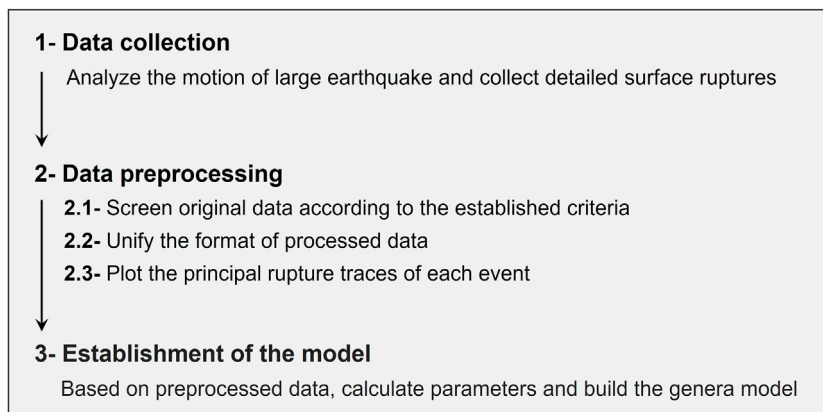 1- Data collection
Analyze the motion of large earthquake and collect detailed surface ruptures
2- Data preprocessing
2.1- Screen original data according to the established criteria
2.2- Unify the format of processed data
2.3- Plot the principal rupture traces of each event
3- Establishment of the model
Based on preprocessed data, calculate parameters and build the genera model